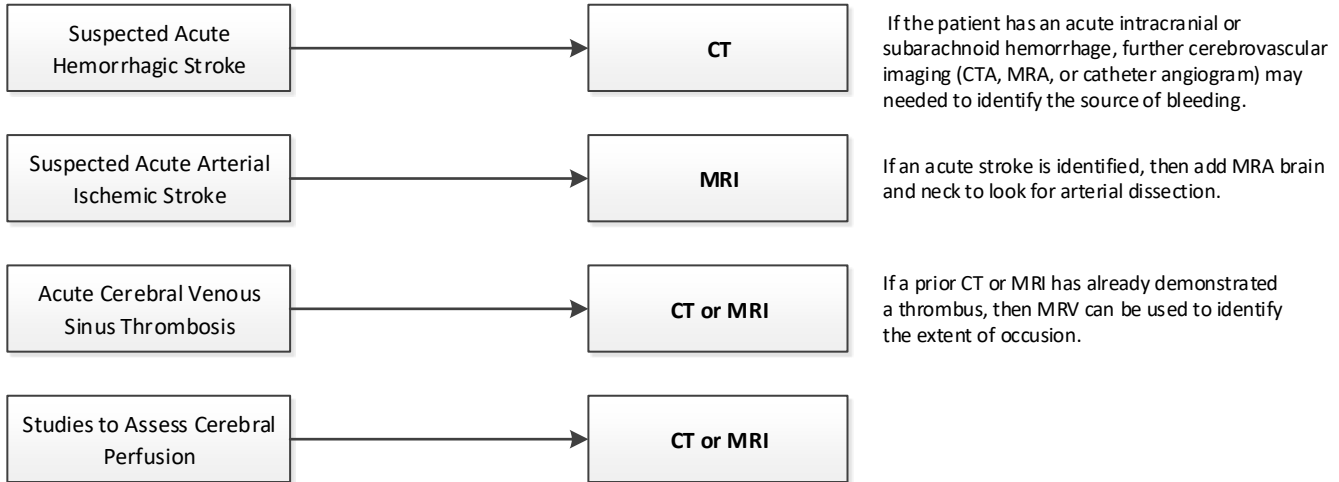 Suspected Acute
Hemorrhagic Stroke
CT
If the patient has an acute intracranial or
subarachnoid hemorrhage, further cerebrovascular
imaging (CTA, MRA, or catheter angiogram) may
needed to identify the source of bleeding.
Suspected Acute Arterial
Ischemic Stroke
MRI
If an acute stroke is identified, then add MRA brain
and neck to look for arterial dissection.
Acute Cerebral Venous
Sinus Thrombosis
CT or MRI
If a prior CT or MRI has already demonstrated
a thrombus, then MRV can be used to identify
the extent of occusion.
Studies to Assess Cerebral
Perfusion
CT or MRI